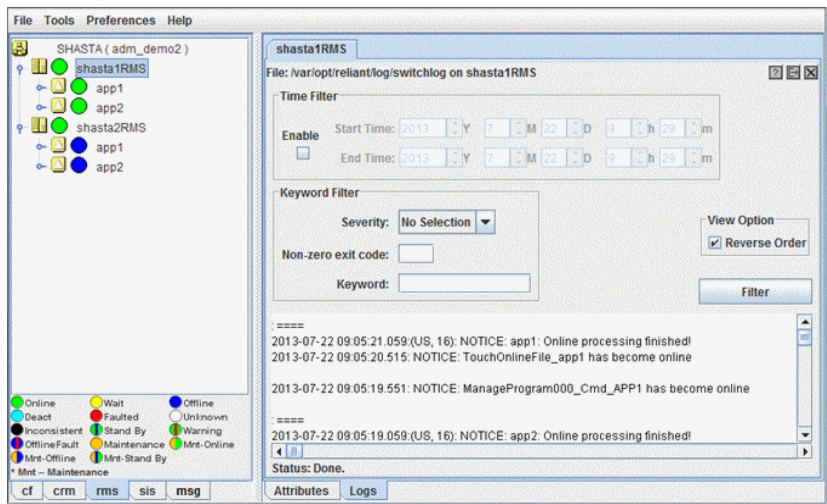 File Tools Preferences Help
SHASTA ( adm_demo2 )
shasta1RMS
app1
app2
shasta2RMS
app1
app2
Online Wait Offline
Deact Faulted Unknown
Inconsistent Stand By Warning
OfflineFault Maintenance Mnt-Online
Mnt-Offline Mnt-Stand By
* Mnt -- Maintenance
cf crm rms sis msg
shasta1RMS
File: /var/opt/reliant/log/switchlog on shasta1RMS
Time Filter
Enable
Start Time: 2013 Y 7 M 22 D 9 h 29 m
End Time: 2013 Y 7 M 22 D 9 h 29 m
Keyword Filter
Severity: No Selection
Non-zero exit code:
Keyword:
View Option
Reverse Order
Filter
: ====
2013-07-22 09:05:21.059:(US, 16): NOTICE: app1: Online processing finished!
2013-07-22 09:05:20.515: NOTICE: TouchOnlineFile_app1 has become online
2013-07-22 09:05:19.551: NOTICE: ManageProgram000_Cmd_APP1 has become online
: ====
2013-07-22 09:05:19.059:(US, 16): NOTICE: app2: Online processing finished!
Status: Done.
Attributes Logs